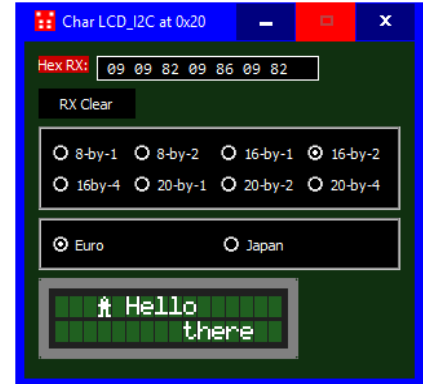 Char LCD_I2C at 0x20
Hex RX: 09 09 82 09 86 09 82
RX Clear
8-by-1 8-by-2 16-by-1 16-by-2
16by-4 20-by-1 20-by-2 20-by-4
Euro Japan
Hello
there